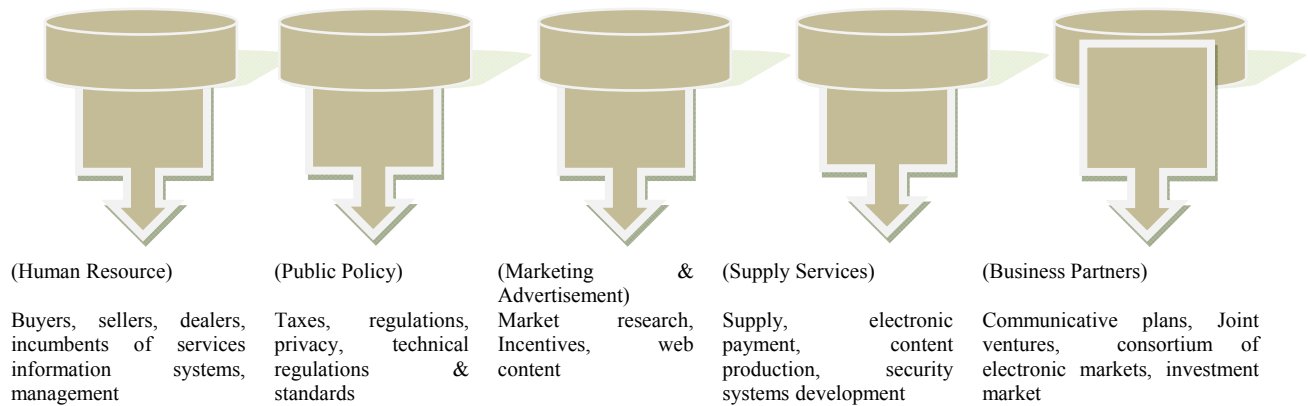 (Human Resource)
Buyers, sellers, dealers,
incumbents of services
information systems,
management
(Public Policy)
Taxes, regulations,
privacy, technical
regulations &
standards
(Marketing &
Advertisement)
Market research,
Incentives, web
content
(Supply Services)
Supply, electronic
payment, content
production, security
systems development
(Business Partners)
Communicative plans, Joint
ventures, consortium of
electronic markets, investment
market